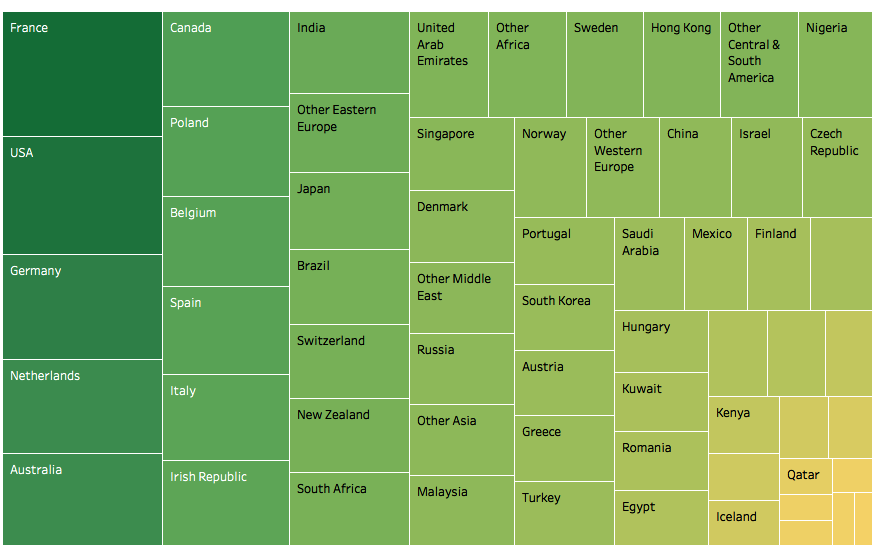 France
USA
Germany
Netherlands
Australia
Canada
Poland
Belgium
Spain
Italy
Irish Republic
India
Other Eastern
Europe
Japan
Brazil
Switzerland
New Zealand
South Africa
United
Arab
Emirates
Other
Africa
Sweden
Hong Kong
Other
Central &
South
America
Nigeria
Singapore
Denmark
Other Middle
East
Russia
Other Asia
Malaysia
Norway
Other
Western
Europe
China
Israel
Czech
Republic
Portugal
South Korea
Austria
Greece
Turkey
Saudi
Arabia
Mexico
Finland
Hungary
Kuwait
Romania
Egypt
Kenya
Iceland
Qatar